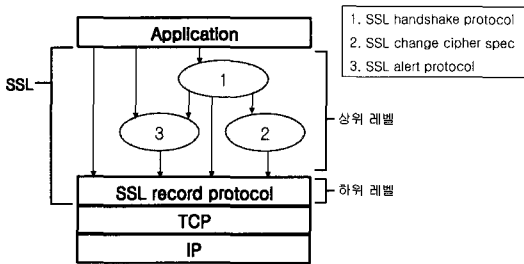 Application
1. SSL handshake protocol
2. SSL change cipher spec
3. SSL alert protocol
SSL
1
3
2
상위 레벨
SSL record protocol
하위 레벨
TCP
IP